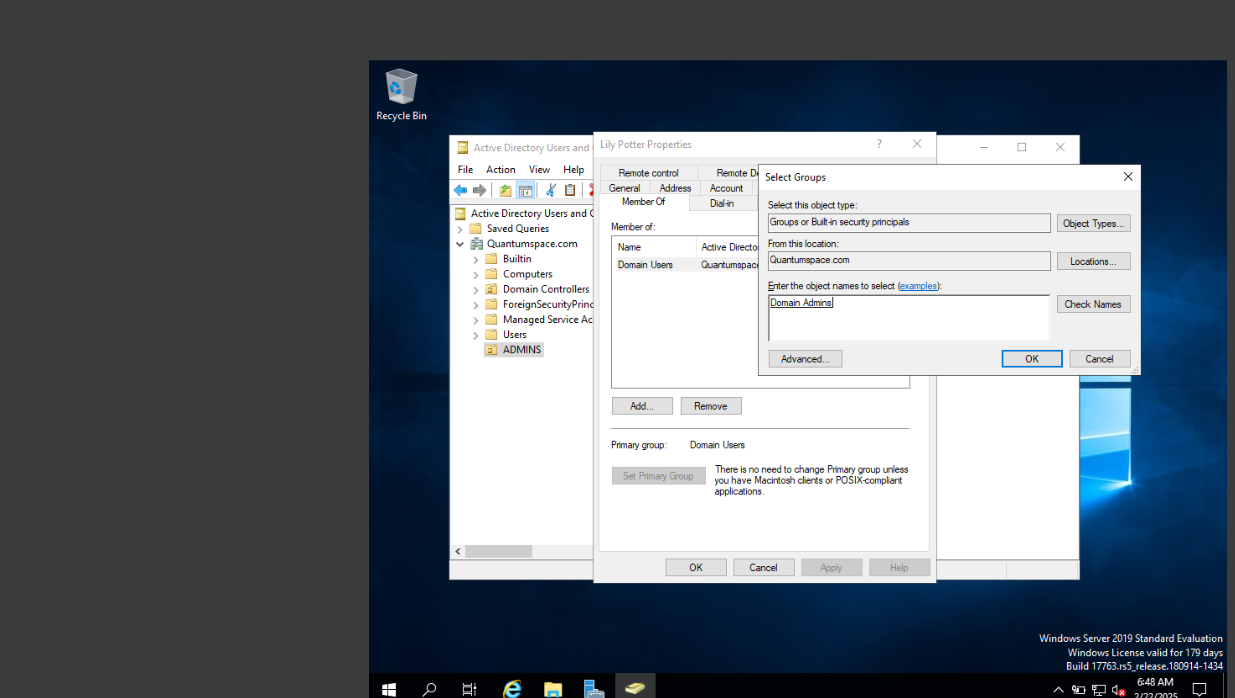 Recycle Bin
Active Directory Users and
File Action View Help
Active Directory Users and C
Saved Queries
Quantumspace.com
Builtin
Computers
Domain Controllers
ForeignSecurityPrinc
Managed Service Ac
Users
ADMINS
Lily Potter Properties
?
Remote control Remote De
General Address Account
Member Of Dial-in
Member of:
Name Active Directo
Domain Users Quantumspace
Add... Remove
Primary group: Domain Users
Set Primary Group
There is no need to change Primary group unless
you have Macintosh clients or POSIX-compliant
applications.
OK Cancel Apply Help
Select Groups
Select this object type:
Groups or Built-in security principals Object Types...
From this location:
Quantumspace.com Locations...
Enter the object names to select (examples):
Domain Admins Check Names
Advanced... OK Cancel
Windows Server 2019 Standard Evaluation
Windows License valid for 179 days
Build 17763.rs5_release.180914-1434
6:48 AM
2/22/2025